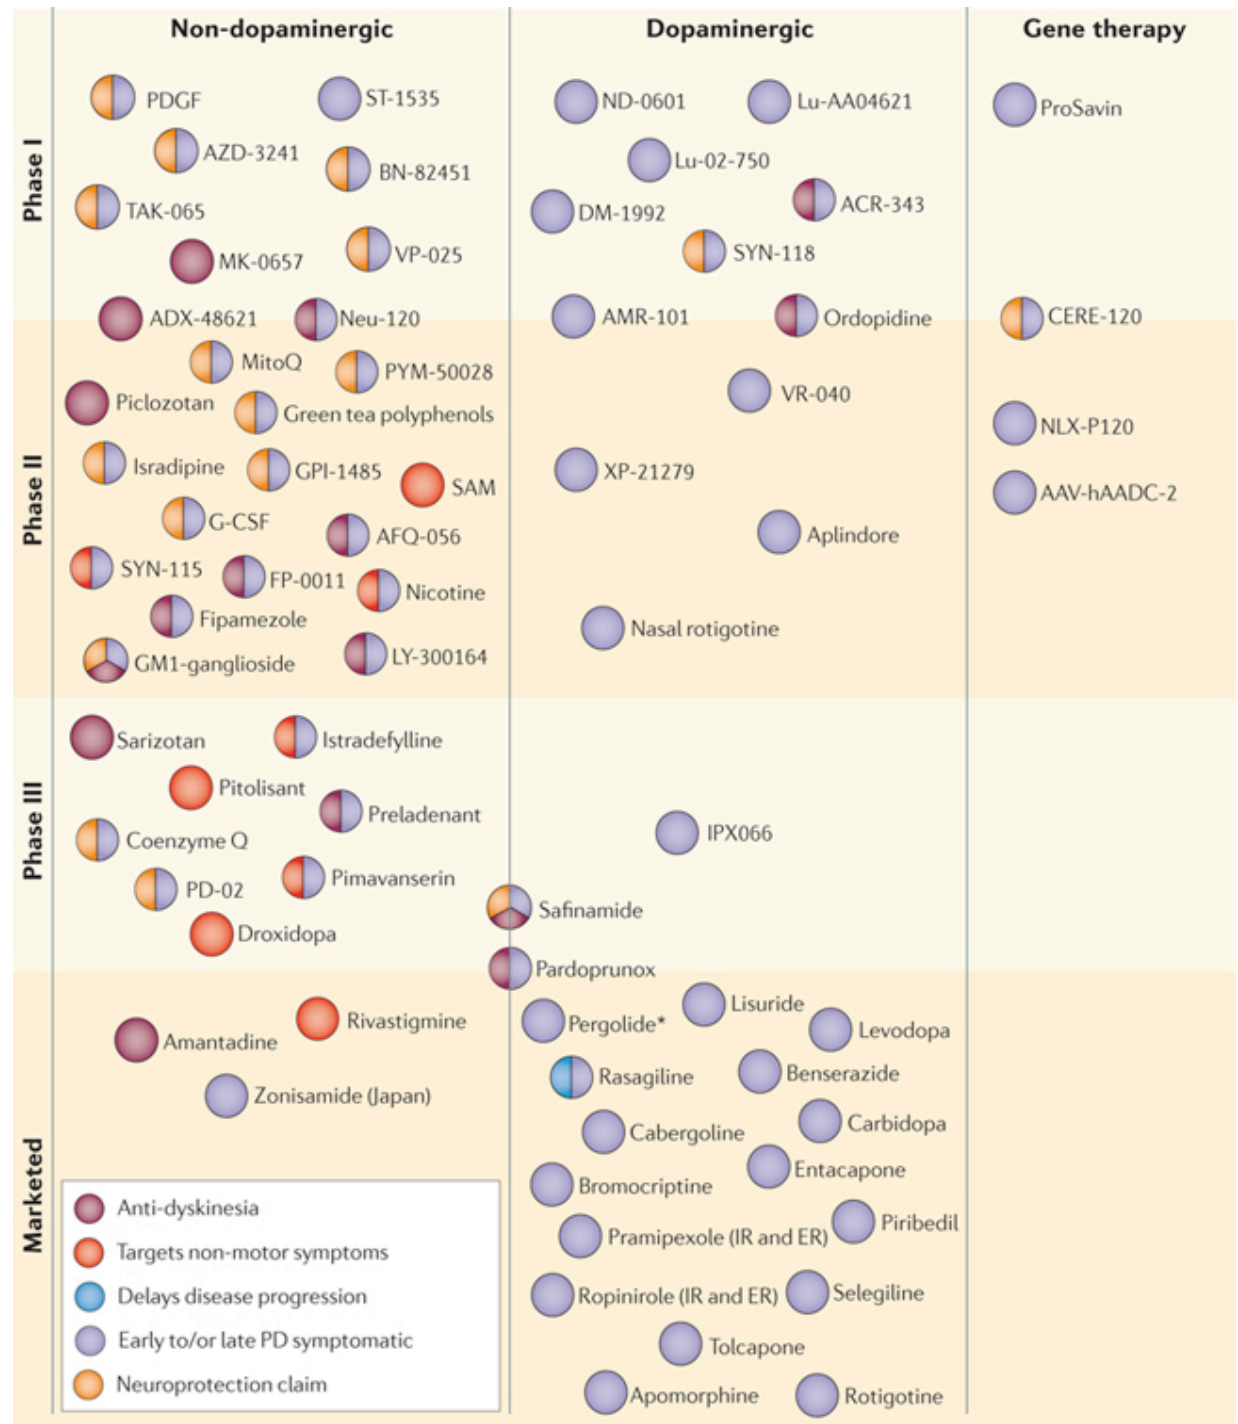 Non-dopaminergic
Dopaminergic
Gene therapy
Phase I
PDGF
ST-1535
ND-0601
Lu-AA04621
ProSavin
AZD-3241
BN-82451
Lu-02-750
TAK-065
DM-1992
ACR-343
MK-0657
VP-025
SYN-118
ADX-48621
Neu-120
AMR-101
Ordopidine
CERE-120
Phase II
MitoQ
PYM-50028
VR-040
Piclozotan
Green tea polyphenols
NLX-P120
Isradipine
GPI-1485
SAM
XP-21279
AAV-hAADC-2
G-CSF
AFQ-056
Aplindore
SYN-115
FP-0011
Nicotine
Fipamezole
Nasal rotigotine
GM1-ganglioside
LY-300164
Phase III
Sarizotan
Istradefylline
Pitolisant
Preladenant
IPX066
Coenzyme Q
Pimavanserin
PD-02
Safinamide
Droxidopa
Pardoprunox
Marketed
Rivastigmine
Amantadine
Zonisamide (Japan)
Lisuride
Pergolide*
Levodopa
Rasagiline
Benserazide
Cabergoline
Carbidopa
Entacapone
Bromocriptine
Piribedil
Pramipexole (IR and ER)
Ropinirole (IR and ER)
Selegiline
Tolcapone
Apomorphine
Rotigotine
Anti-dyskinesia
Targets non-motor symptoms
Delays disease progression
Early to/or late PD symptomatic
Neuroprotection claim